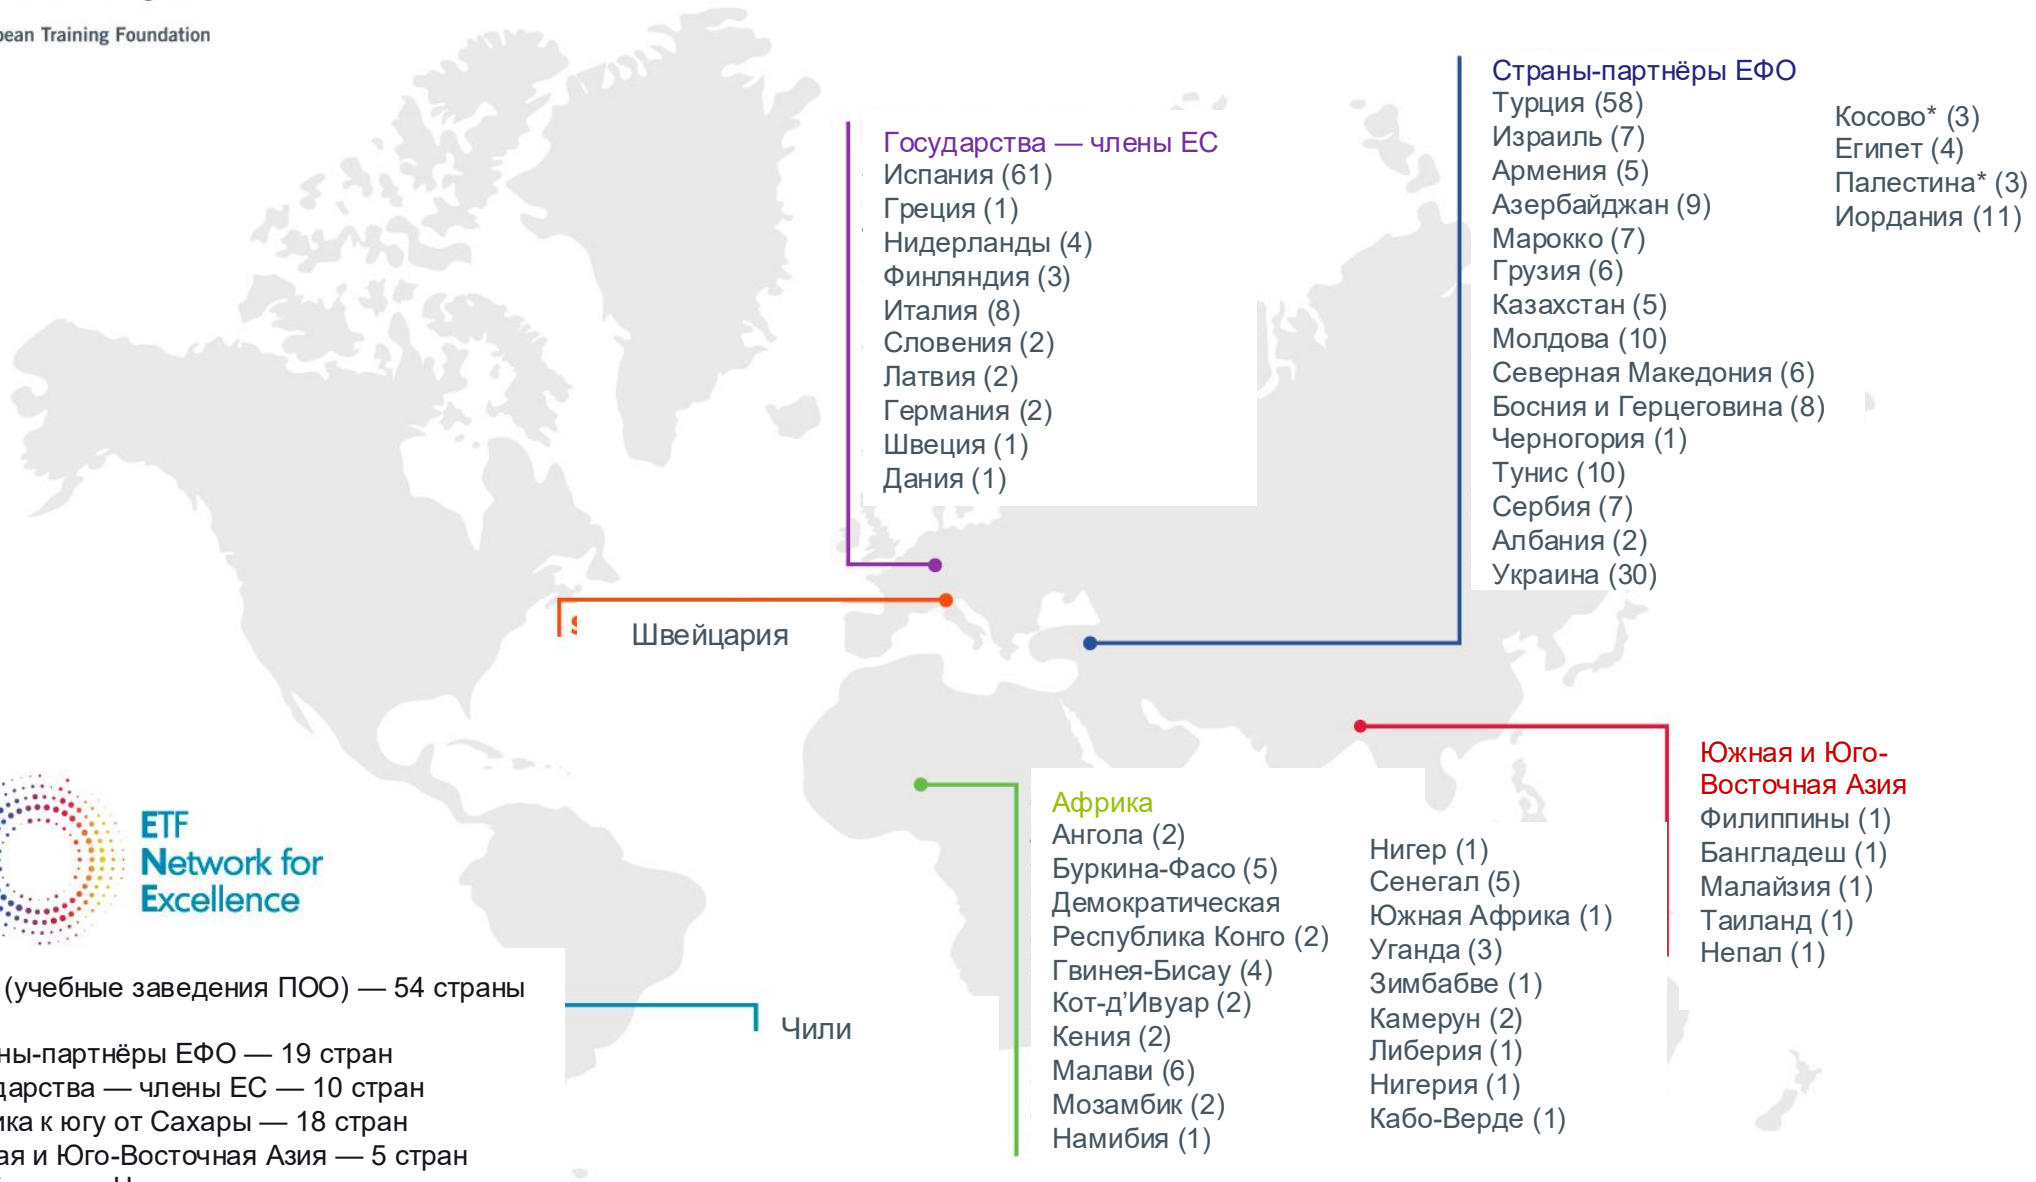 Training Foundation
Государства — члены ЕС
Испания (61)
Греция (1)
Нидерланды (4)
Финляндия (3)
Италия (8)
Словения (2)
Латвия (2)
Германия (2)
Швеция (1)
Дания (1)
Страны-партнёры ЕФО
Турция (58)
Израиль (7)
Армения (5)
Азербайджан (9)
Марокко (7)
Грузия (6)
Казахстан (5)
Молдова (10)
Северная Македония (6)
Босния и Герцеговина (8)
Черногория (1)
Тунис (10)
Сербия (7)
Албания (2)
Украина (30)
Косово* (3)
Египет (4)
Палестина* (3)
Иордания (11)
Швейцария
Южная и Юго-
Восточная Азия
Филиппины (1)
Бангладеш (1)
Малайзия (1)
Таиланд (1)
Непал (1)
Африка
Ангола (2)
Буркина-Фасо (5)
Демократическая
Республика Конго (2)
Гвинея-Бисау (4)
Кот-д’Ивуар (2)
Кения (2)
Малави (6)
Мозамбик (2)
Намибия (1)
Нигер (1)
Сенегал (5)
Южная Африка (1)
Уганда (3)
Зимбабве (1)
Камерун (2)
Либерия (1)
Нигерия (1)
Кабо-Верде (1)
Чили
ETF
Network for
Excellence
(учебные заведения ПОО) — 54 страны
ны-партнёры ЕФО — 19 стран
дарства — члены ЕС — 10 стран
ика к югу от Сахары — 18 стран
ая и Юго-Восточная Азия — 5 стран